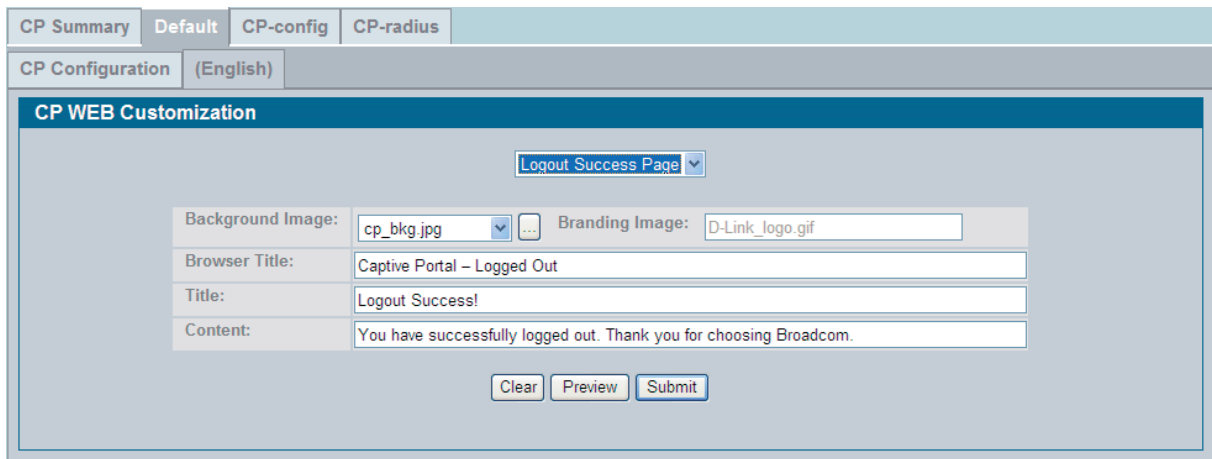 CP Summary Default CP-config CP-radius
CP Configuration (English)
CP WEB Customization
Logout Success Page
Background Image: cp_bkg.jpg ... Branding Image: D-Link_logo.gif
Browser Title: Captive Portal – Logged Out
Title: Logout Success!
Content: You have successfully logged out. Thank you for choosing Broadcom.
Clear Preview Submit